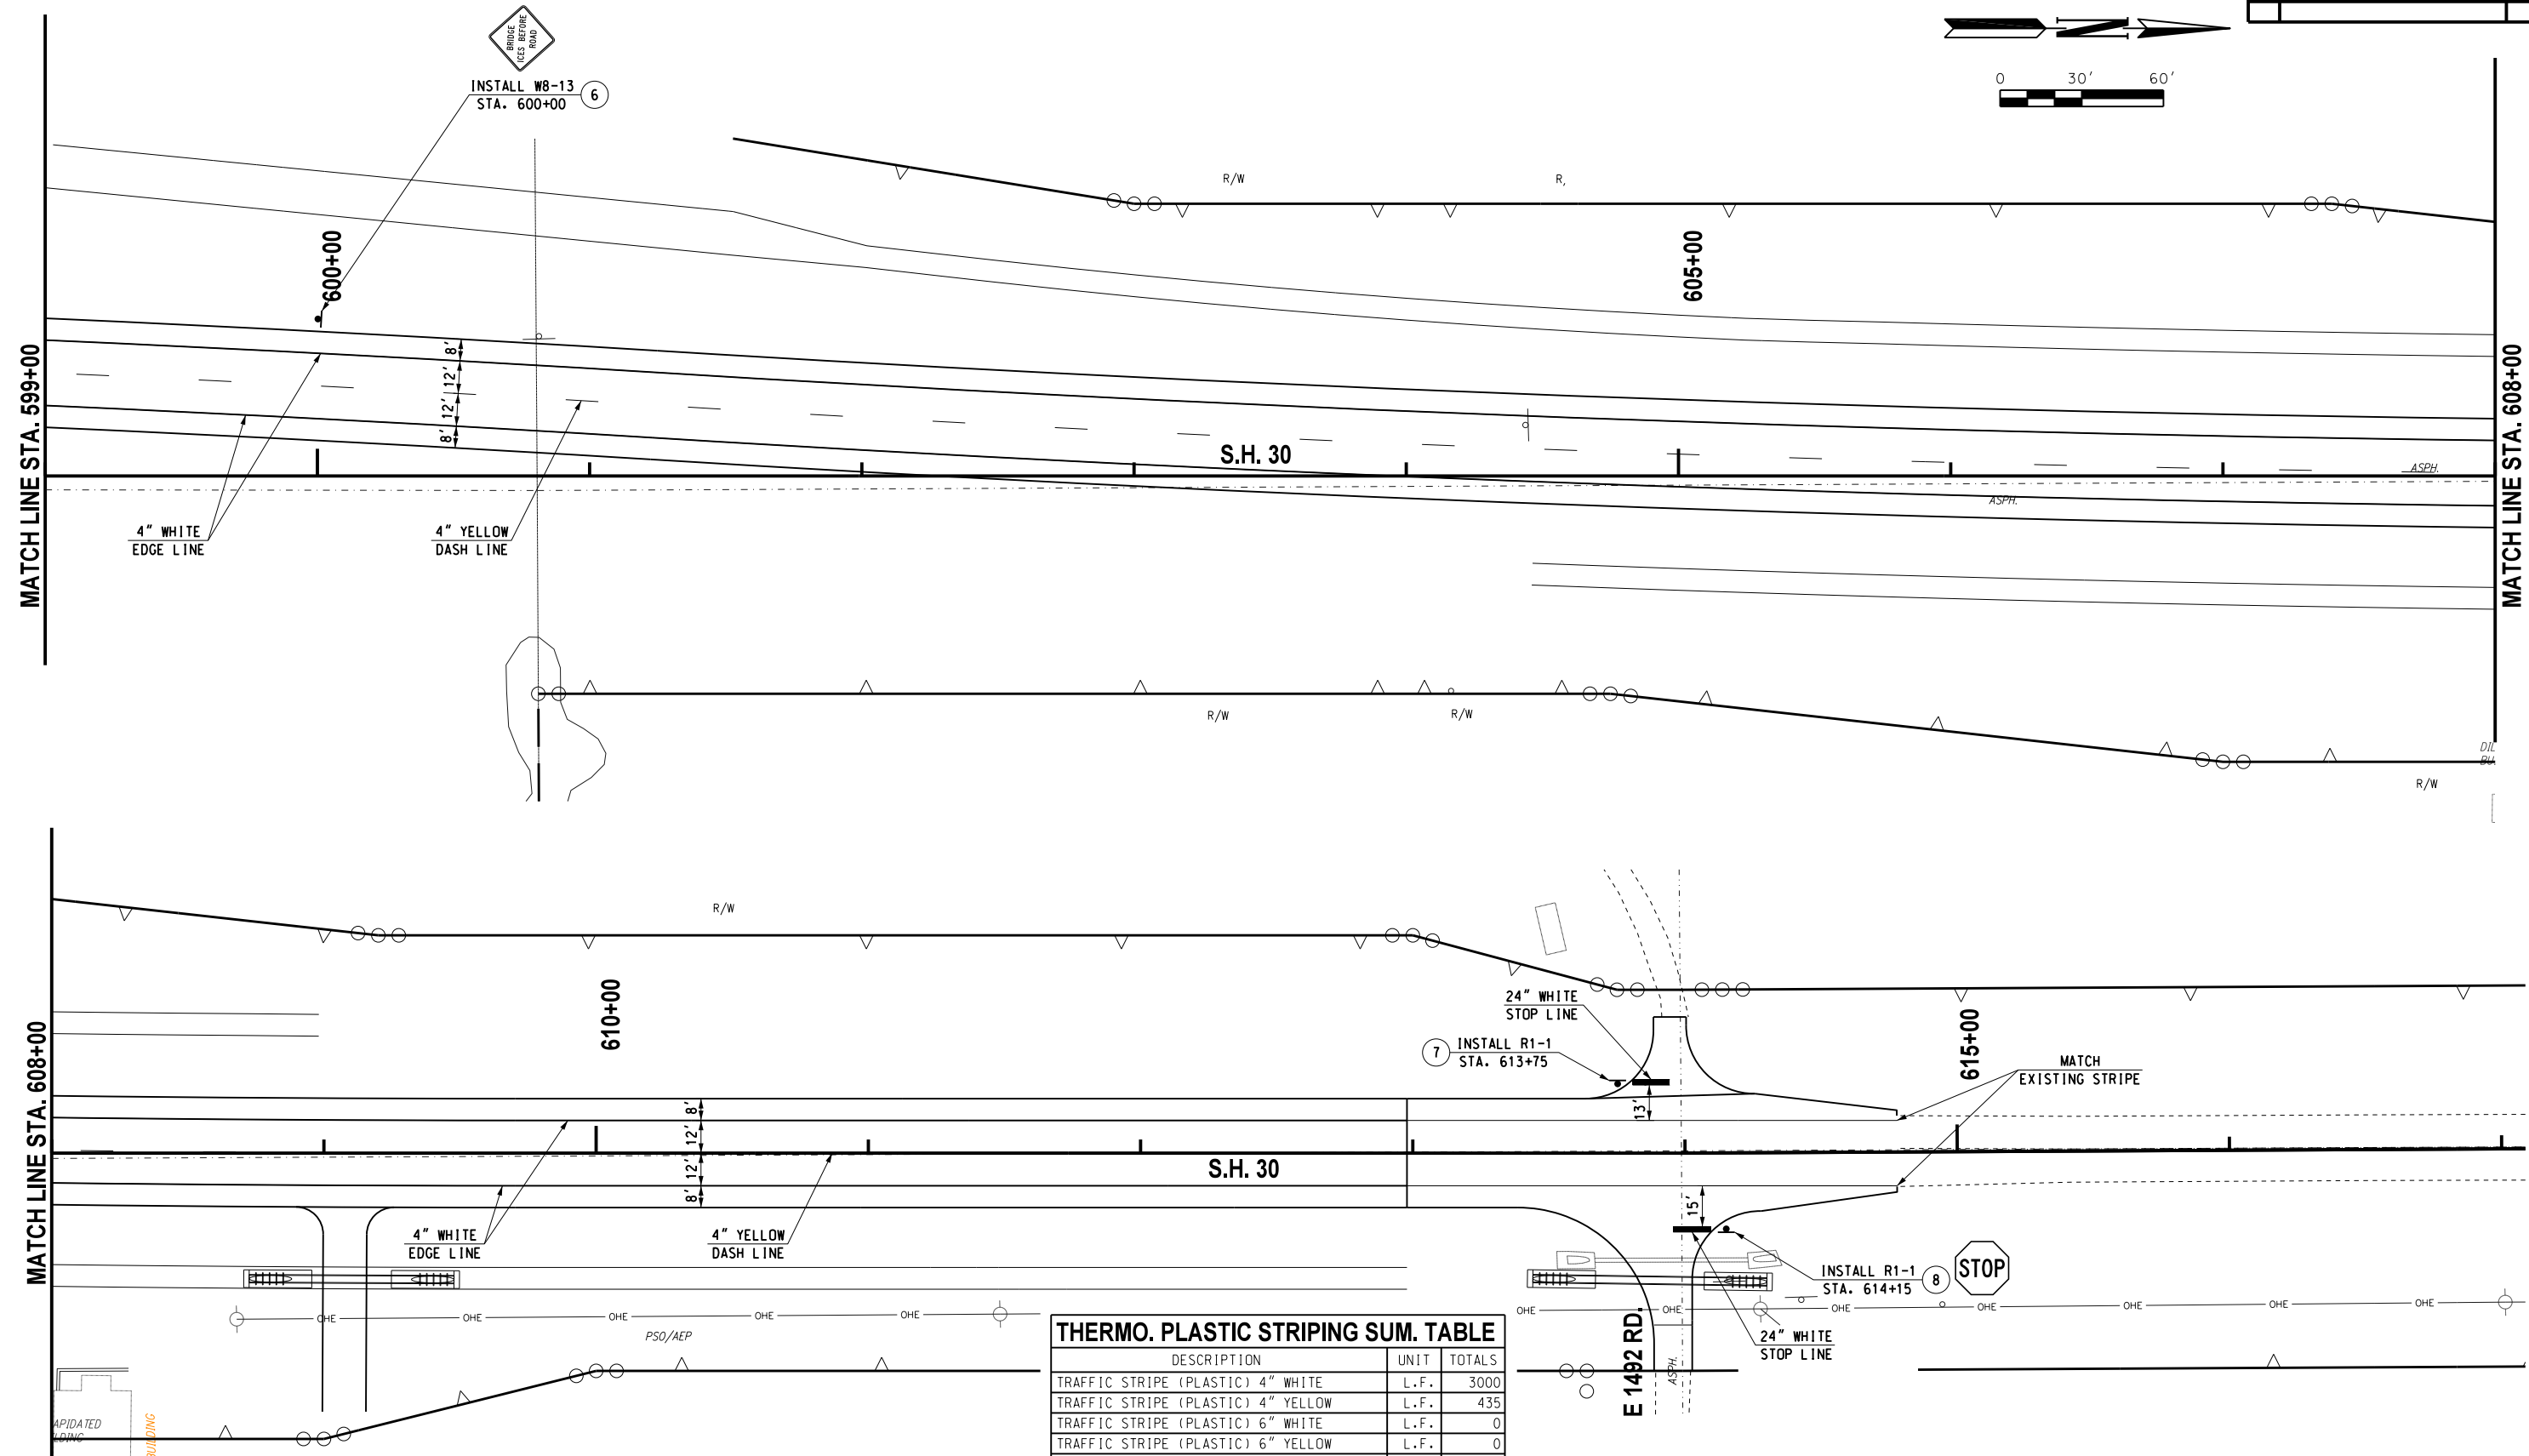 BRIDGE
ICES BEFORE
ROAD
INSTALL W8-13
STA. 600+00
6
0 30' 60'
R/W
R,
600+00
605+00
MATCH LINE STA. 599+00
MATCH LINE STA. 608+00
8'
12'
12'
8'
S.H. 30
ASPH.
ASPH.
4" WHITE
EDGE LINE
4" YELLOW
DASH LINE
R/W
R/W
R/W
R/W
610+00
24" WHITE
STOP LINE
7
INSTALL R1-1
STA. 613+75
615+00
MATCH
EXISTING STRIPE
MATCH LINE STA. 608+00
8'
12'
12'
8'
13'
S.H. 30
15'
4" WHITE
EDGE LINE
4" YELLOW
DASH LINE
INSTALL R1-1
STA. 614+15
8
STOP
OHE OHE OHE OHE OHE
OHE OHE OHE OHE OHE OHE OHE
PSO/AEP
24" WHITE
STOP LINE
E 1492 RD
ASPH.
THERMO. PLASTIC STRIPING SUM. TABLE
DESCRIPTION UNIT TOTALS
TRAFFIC STRIPE (PLASTIC) 4" WHITE L.F. 3000
TRAFFIC STRIPE (PLASTIC) 4" YELLOW L.F. 435
TRAFFIC STRIPE (PLASTIC) 6" WHITE L.F. 0
TRAFFIC STRIPE (PLASTIC) 6" YELLOW L.F. 0
APIDATED